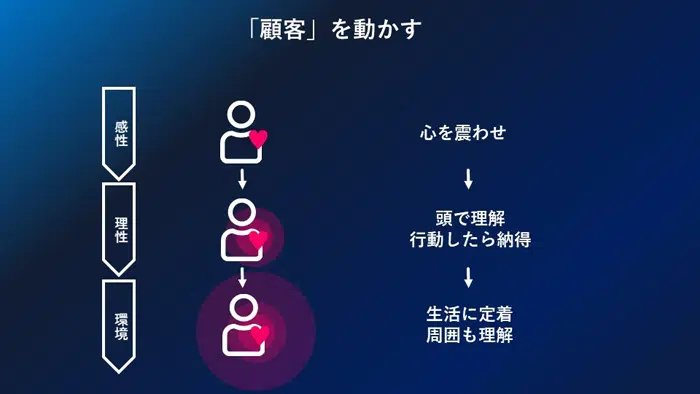 「顧客」を動かす
感性
心を震わせ
理性
頭で理解
行動したら納得
環境
生活に定着
周囲も理解